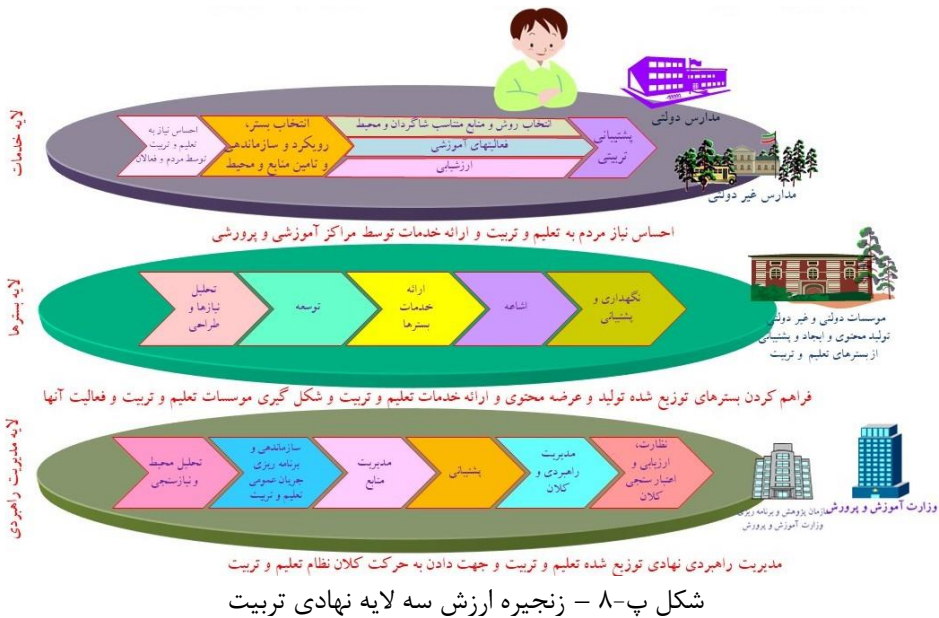 لایه خدمات
احساس نیاز به
تعلیم و تربیت
توسط مردم و فعالان
انتخاب بستر،
رویکرد و سازماندهی
و تامین منابع و محیط
انتخاب روش و منابع متناسب شاگردان و محیط
فعالیتهای آموزشی
ارزشیابی
پشتیبانی
تربیتی
مدارس دولتی
مدارس غیر دولتی
احساس نیاز مردم به تعلیم و تربیت و ارائه خدمات توسط مراکز آموزشی و پرورشی
لایه بسترها
تحلیل
نیازها و
طراحی
توسعه
ارائه
خدمات
بسترها
اشاعه
نگهداری و
پشتیبانی
موسسات دولتی و غیر دولتی
تولید محتوی و ایجاد و پشتیبانی
از بسترهای تعلیم و تربیت
فراهم کردن بسترهای توزیع شده تولید و عرضه محتوی و ارائه خدمات تعلیم و تربیت و شکل گیری موسسات تعلیم و تربیت و فعالیت آنها
لایه مدیریت راهبردی
تحلیل محیط
و نیازسنجی
سازماندهی و
برنامه ریزی
جریان عمومی
تعلیم و تربیت
مدیریت
منابع
پشتیبانی
مدیریت
راهبردی و
کلان
نظارت،
ارزیابی و
اعتبار سنجی
کلان
سازمان پژوهش و برنامه ریزی
وزارت آموزش و پرورش
وزارت آموزش و پرورش
مدیریت راهبردی نهادی توزیع شده تعلیم و تربیت و جهت دادن به حرکت کلان نظام تعلیم و تربیت
شکل پ-۸ – زنجیره ارزش سه لایه نهادی تربیت